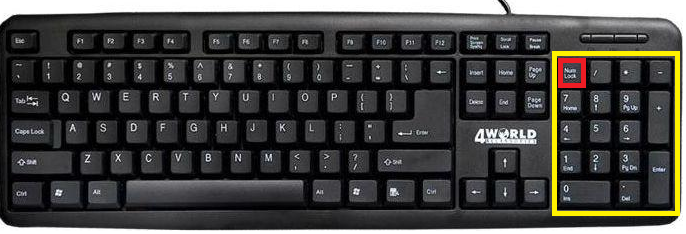 Esc F1 F2 F3 F4 F5 F6 F7 F8 F9 F10 F11 F12 Print Screen SysRq Scroll Lock Pause Break
~ ` ! 1 @ 2 # 3 $ 4 % 5 ^ 6 & 7 * 8 ( 9 ) 0 _ - + = ← Insert Home Page Up Num Lock / * -
Tab Q W E R T Y U I O P { [ } ] | \ Delete End Page Down 7 Home 8 ↑ 9 Pg Up +
Caps Lock A S D F G H J K L : ; " ' Enter 4 ← 5 6 →
4WORLD
ACCESSORIES
⇧ Shift Z X C V B N M < , > . ? / ⇧ Shift ↑ 1 End 2 ↓ 3 Pg Dn Enter
Ctrl Alt Alt Ctrl ← ↓ → 0 Ins . Del